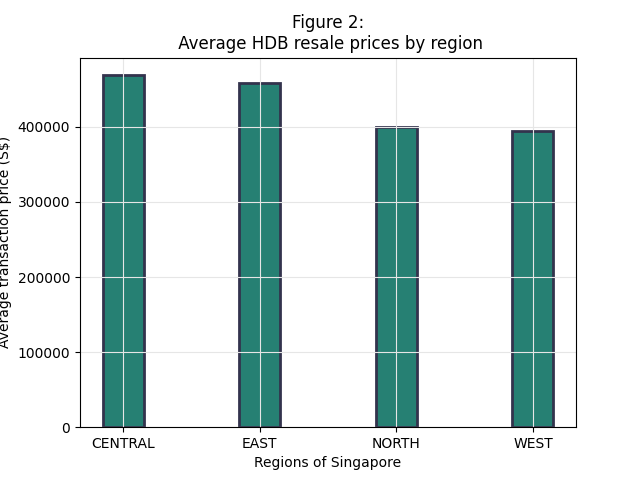 Figure 2:
Average HDB resale prices by region
Average transaction price (S$)
400000
300000
200000
100000
0
CENTRAL
EAST
NORTH
WEST
Regions of Singapore